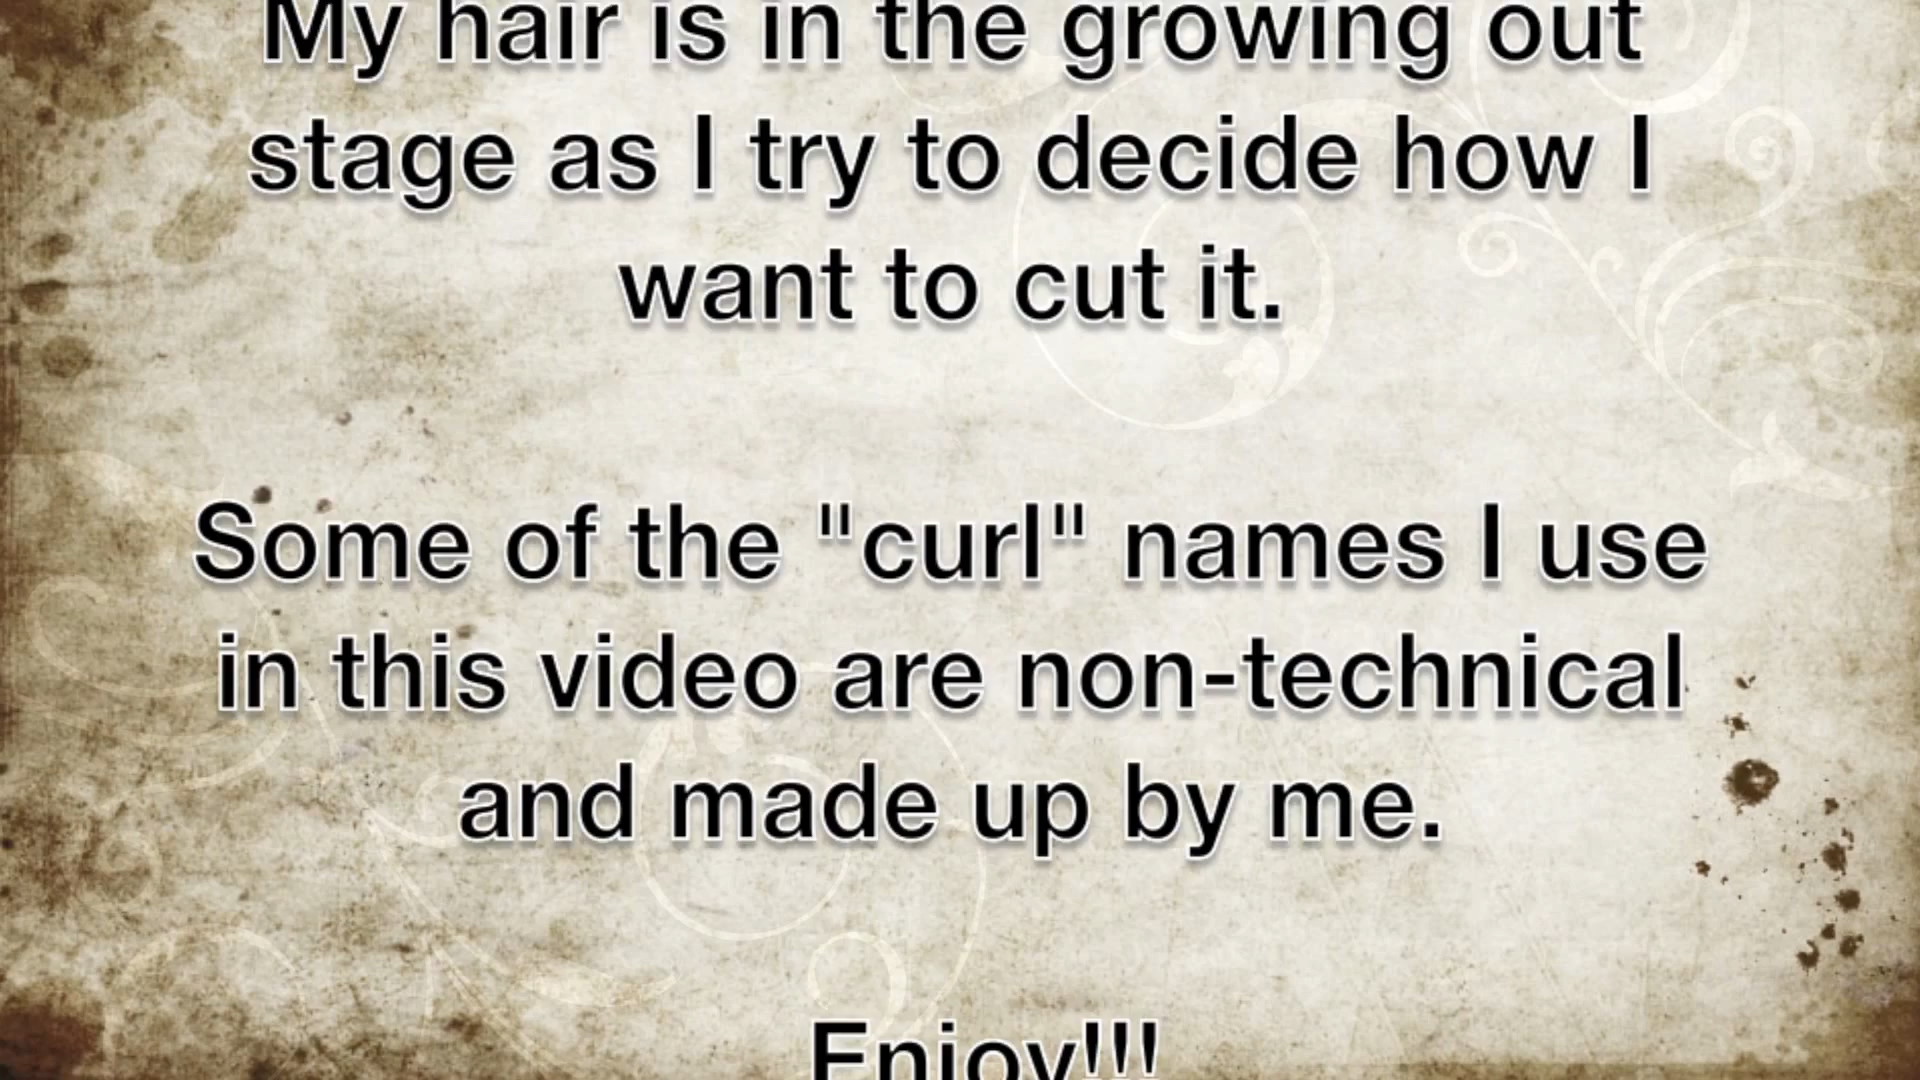 My hair is in the growing out
stage as I try to decide how I
want to cut it.
Some of the "curl" names I use
in this video are non-technical
and made up by me.
Enjoy!!!